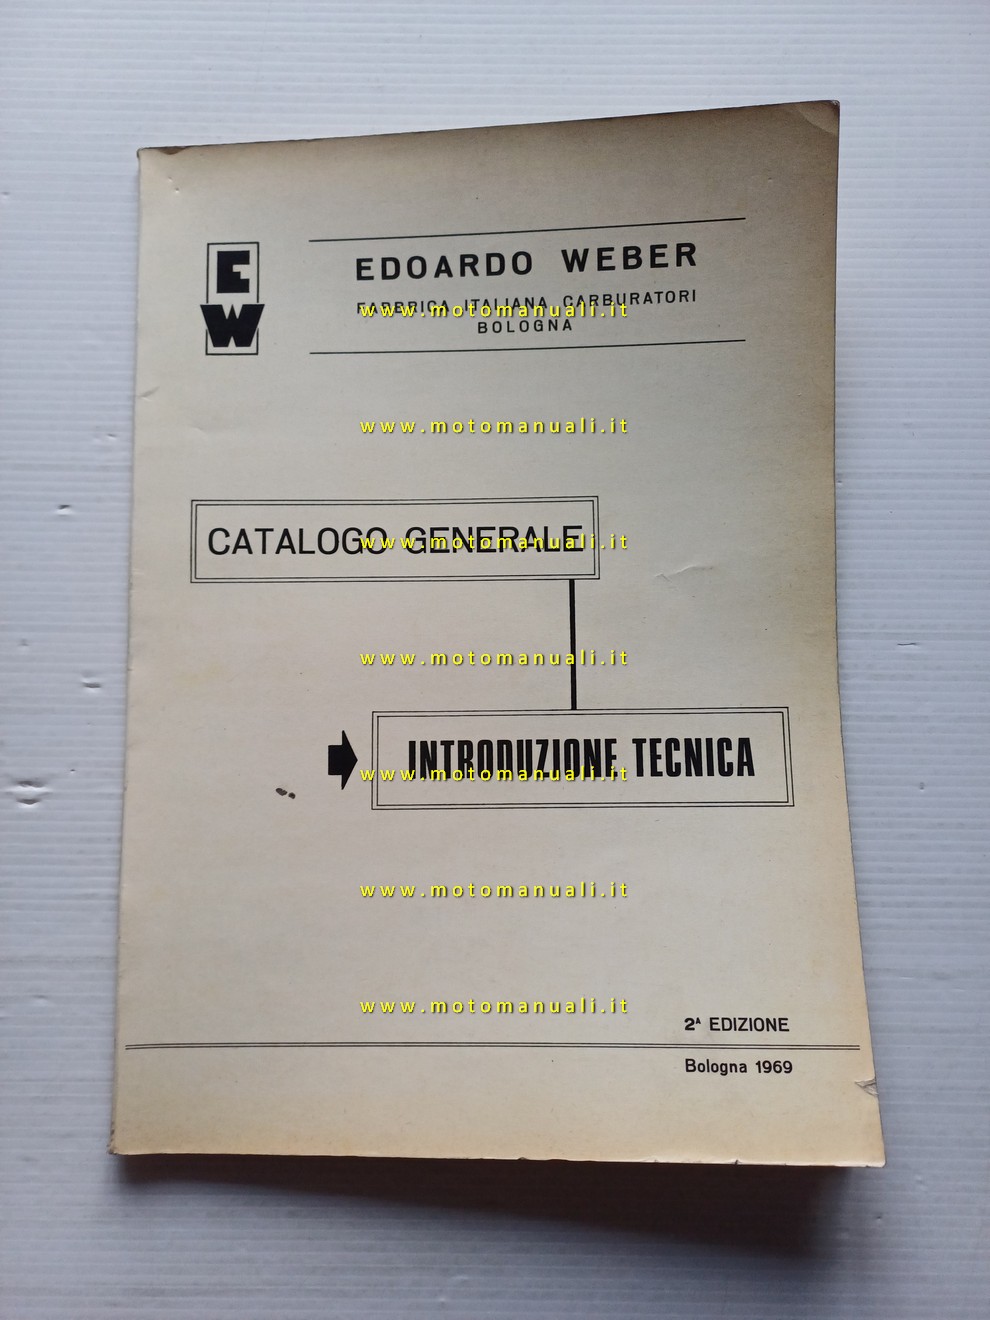 E
W
EDOARDO WEBER
FABBRICA ITALIANA CARBURATORI
www.motomanuali.it
BOLOGNA
www.motomanuali.it
CATALOGO GENERALE
www.motomanuali.it
www.motomanuali.it
INTRODUZIONE TECNICA
www.motomanuali.it
www.motomanuali.it
www.motomanuali.it
2ᴬ EDIZIONE
Bologna 1969